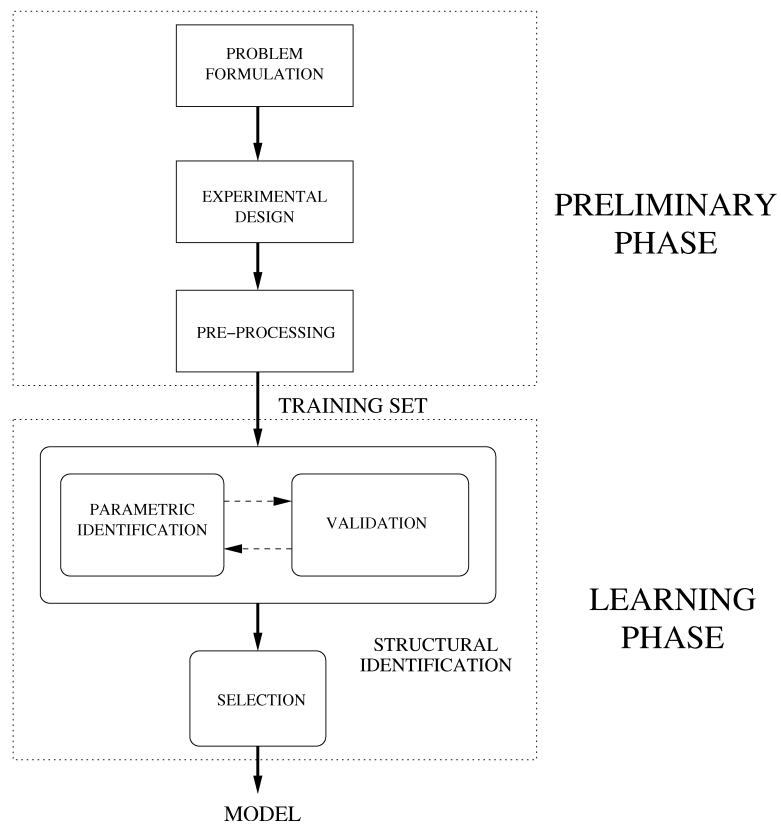 PROBLEM
FORMULATION
EXPERIMENTAL
DESIGN
PRELIMINARY
PHASE
PRE−PROCESSING
TRAINING SET
PARAMETRIC
IDENTIFICATION
VALIDATION
LEARNING
PHASE
STRUCTURAL
IDENTIFICATION
SELECTION
MODEL